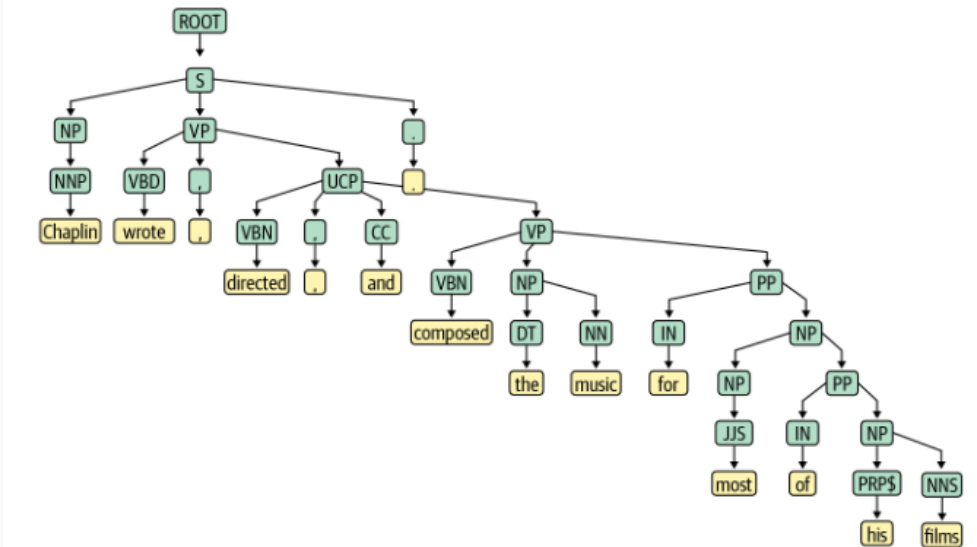 ROOT
S
NP VP .
NNP VBD , UCP .
Chaplin wrote , VBN , CC VP
directed , and VBN NP PP
composed DT NN IN NP
the music for NP PP
JJS IN NP
most of PRP$ NNS
his films